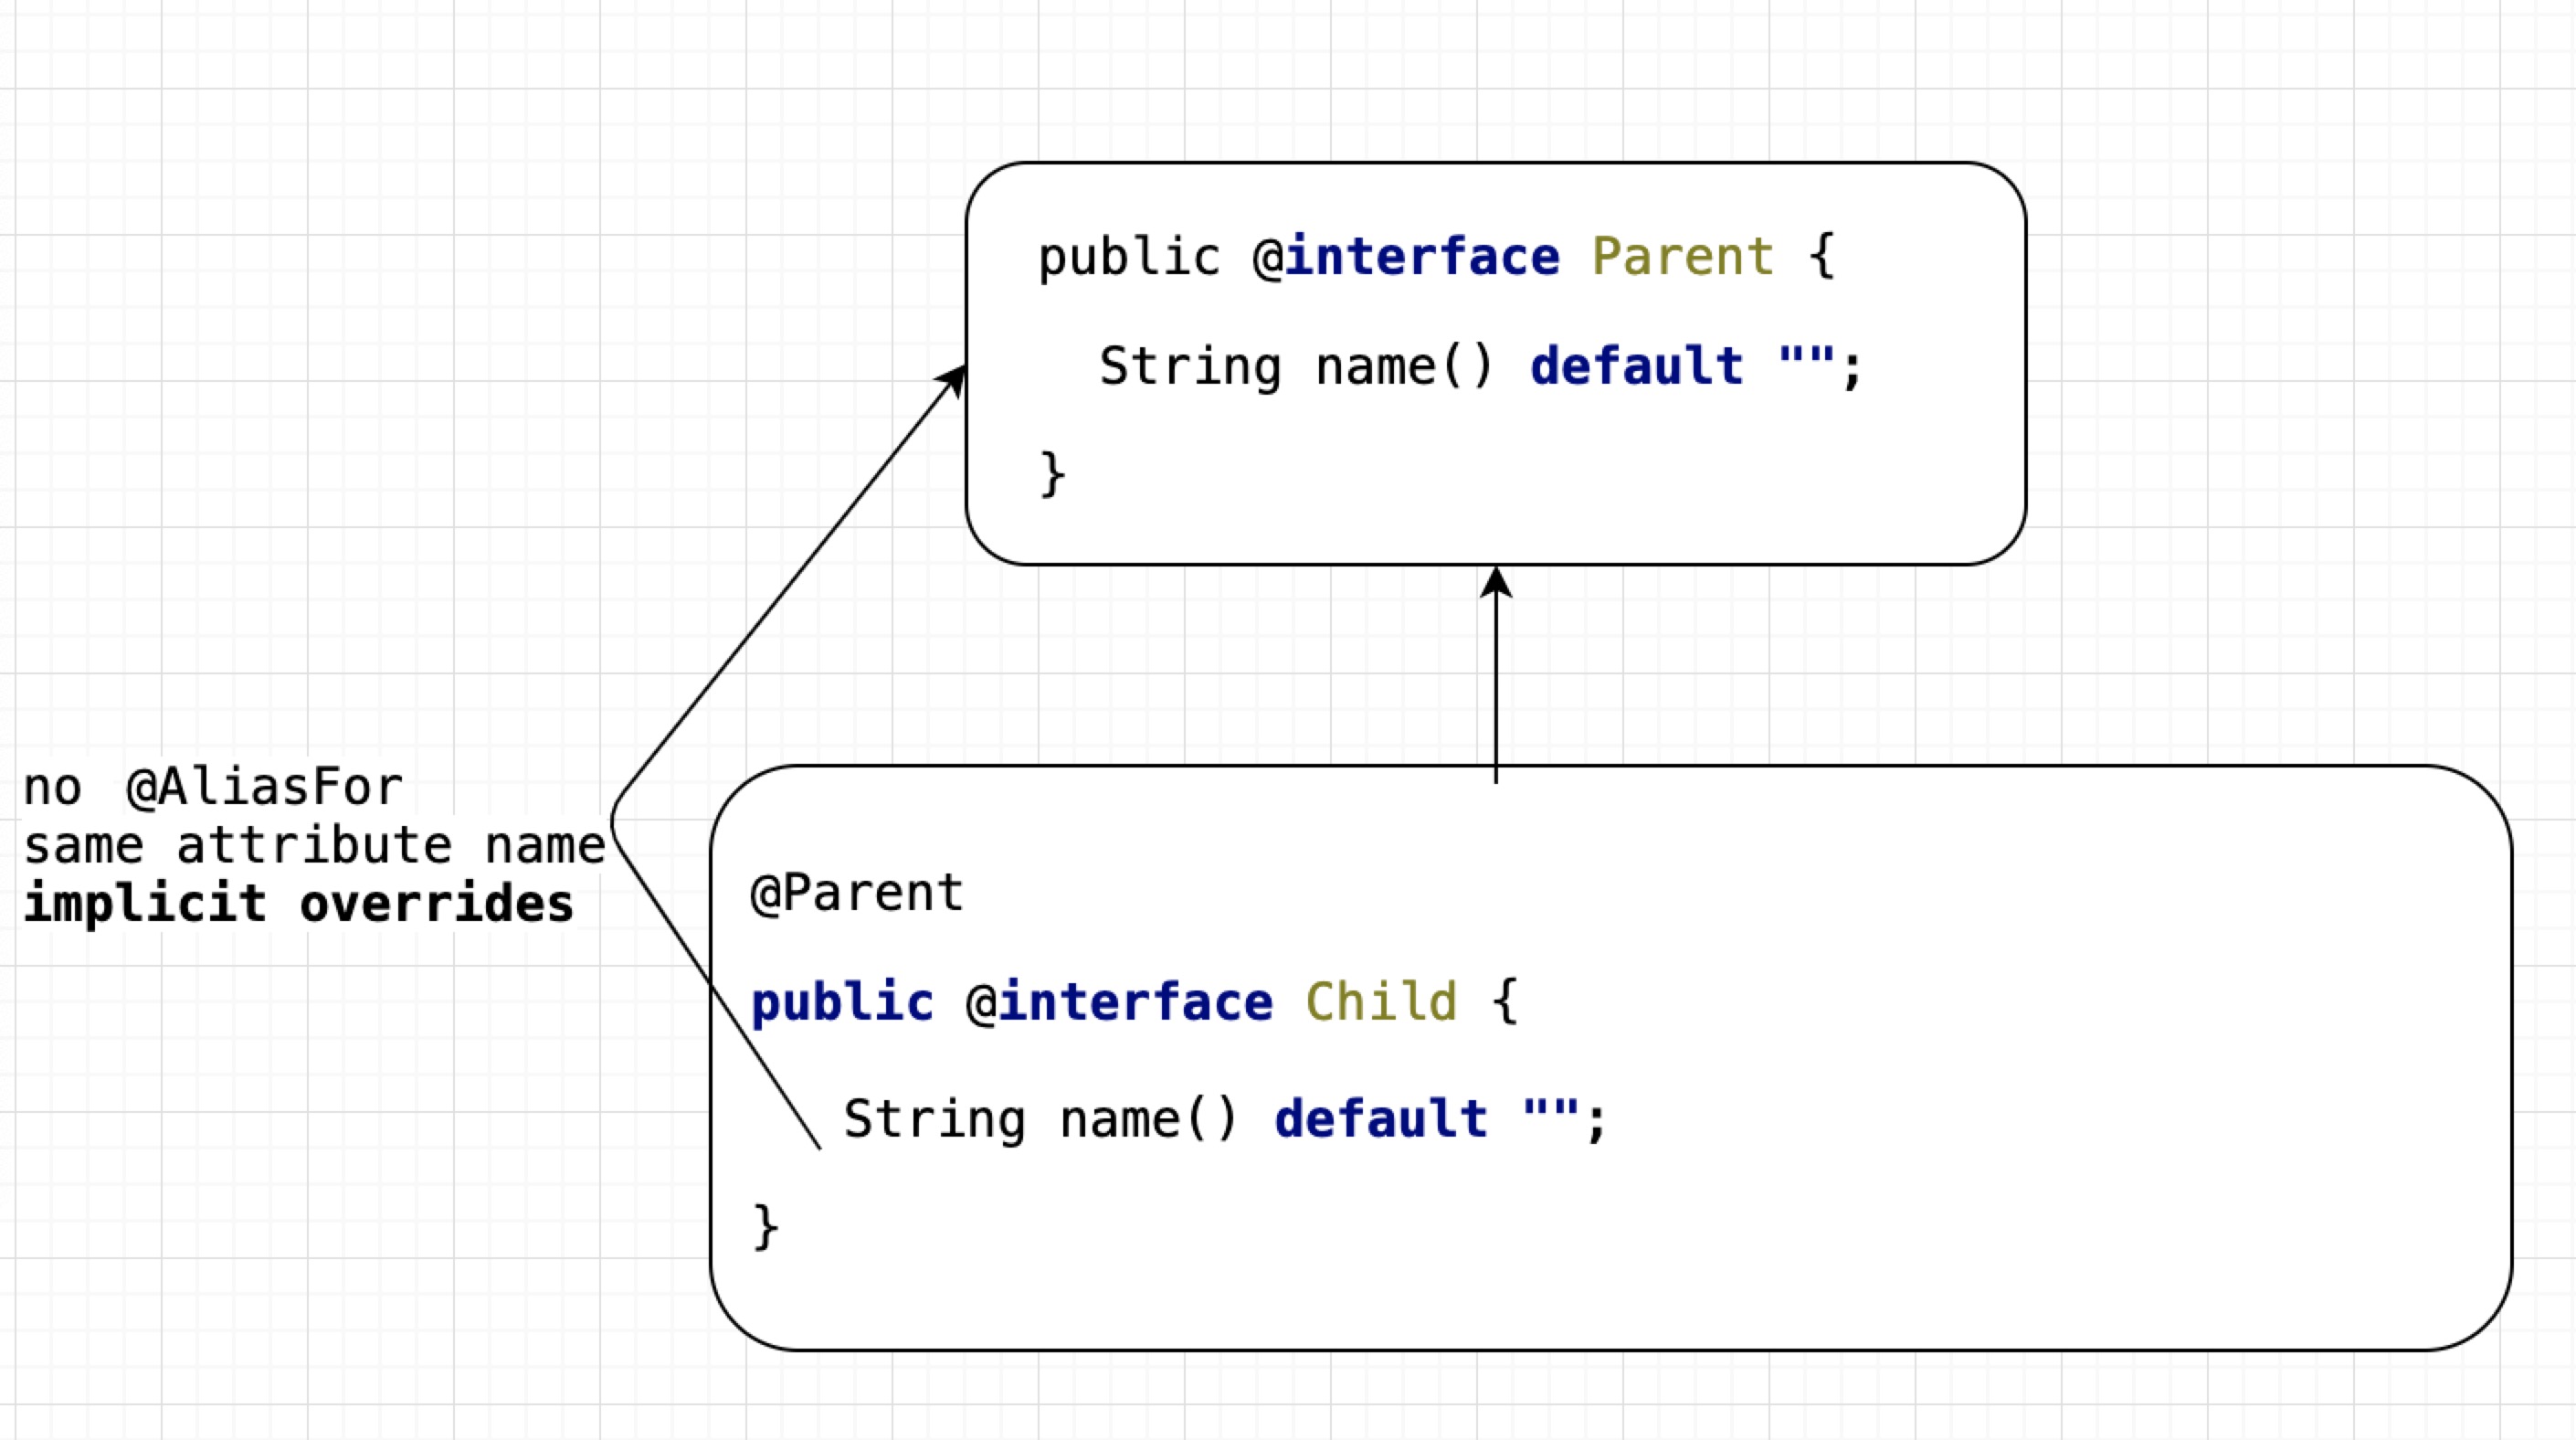 public @interface Parent {
String name() default "";
}
no @AliasFor
same attribute name
implicit overrides
@Parent
public @interface Child {
String name() default "";
}